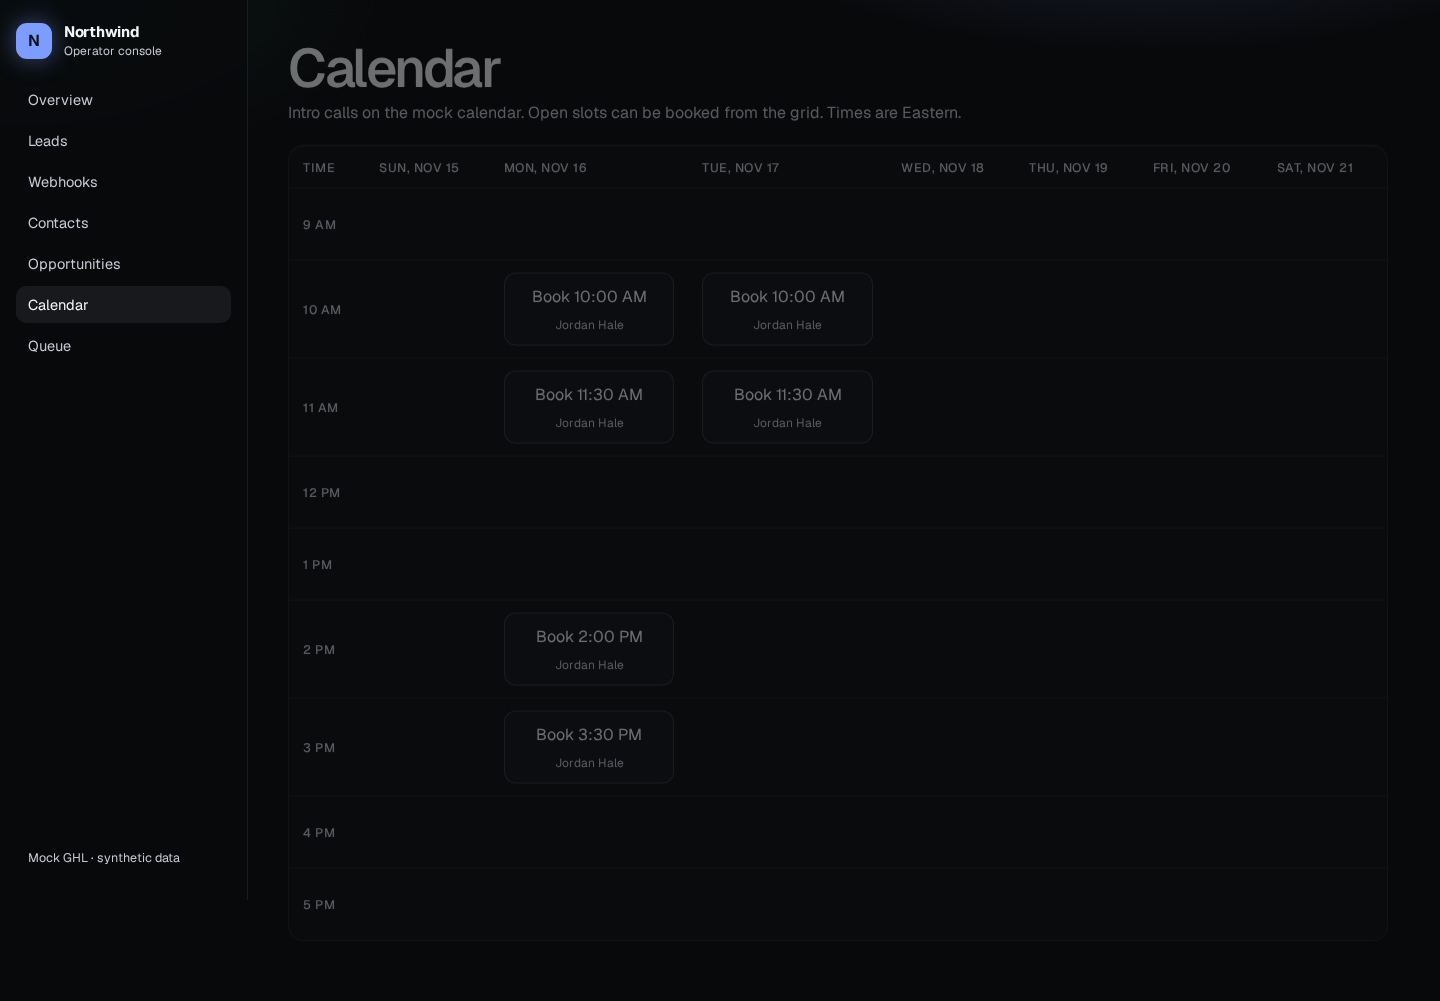 N
Northwind
Operator console
Overview
Leads
Webhooks
Contacts
Opportunities
Calendar
Queue
Mock GHL · synthetic data
Calendar
Intro calls on the mock calendar. Open slots can be booked from the grid. Times are Eastern.
TIME SUN, NOV 15 MON, NOV 16 TUE, NOV 17 WED, NOV 18 THU, NOV 19 FRI, NOV 20 SAT, NOV 21
9 AM
10 AM
Book 10:00 AM
Jordan Hale
Book 10:00 AM
Jordan Hale
11 AM
Book 11:30 AM
Jordan Hale
Book 11:30 AM
Jordan Hale
12 PM
1 PM
2 PM
Book 2:00 PM
Jordan Hale
3 PM
Book 3:30 PM
Jordan Hale
4 PM
5 PM